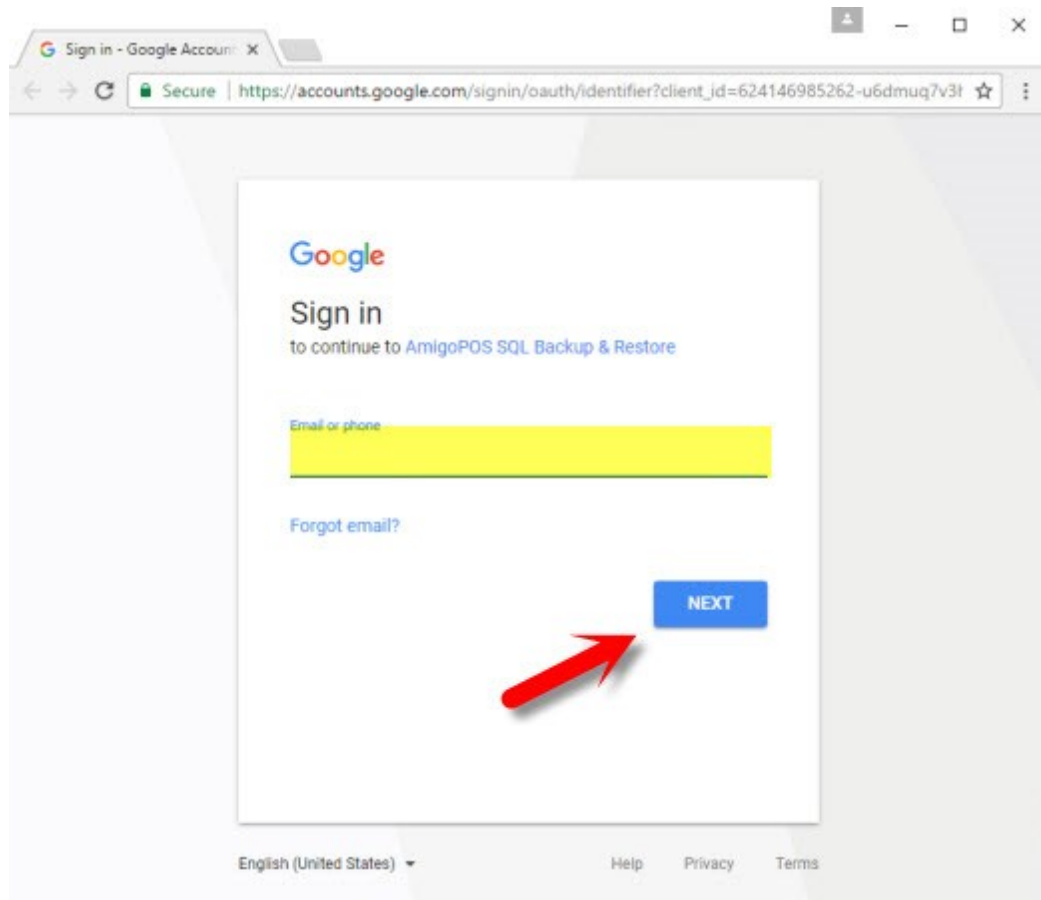 Sign in - Google Accoun
Secure | https://accounts.google.com/signin/oauth/identifier?client_id=624146985262-u6dmuq7v3h
Google
Sign in
to continue to AmigoPOS SQL Backup & Restore
Email or phone
Forgot email?
NEXT
English (United States)
Help Privacy Terms